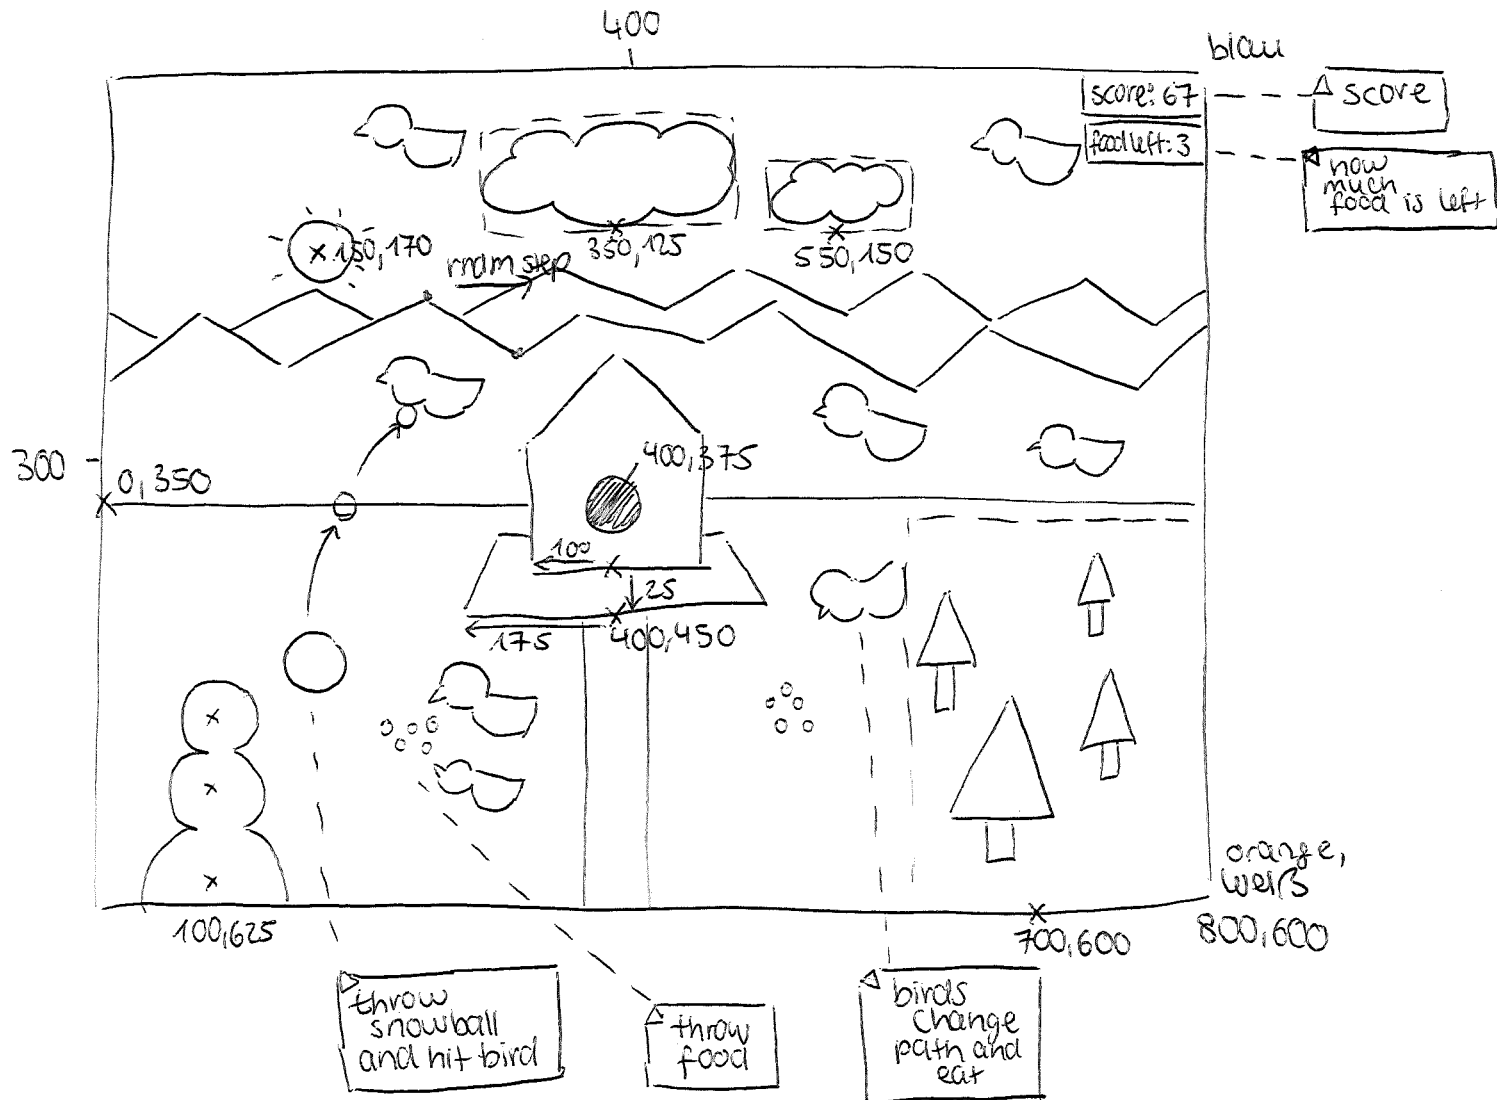 400
blau
score: 67
score
food left: 3
how
much
food is left
150,170
350,125
550,150
rndm step
400,375
300
0,350
100
25
175
400,450
orange,
weiß
100,625
700,600
800,600
throw
snowball
and hit bird
throw
food
birds
change
path and
eat